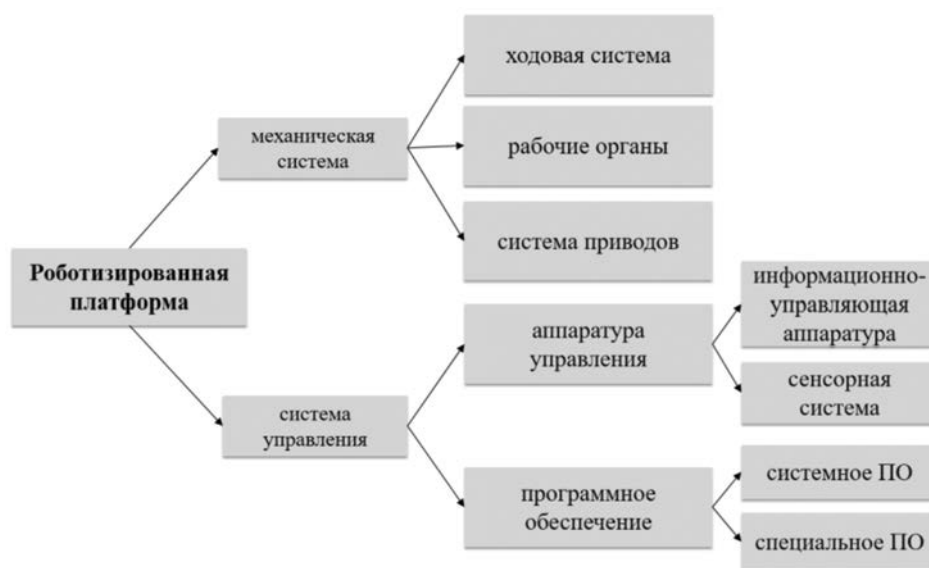 ходовая система
механическая
система
рабочие органы
система приводов
Роботизированная
платформа
информационно-
управляющая
аппаратура
аппаратура
управления
сенсорная
система
система
управления
системное ПО
программное
обеспечение
специальное ПО